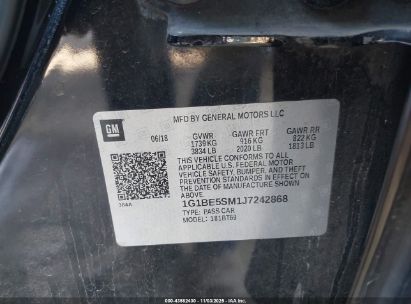 MFD BY GENERAL MOTORS LLC
GM
06/18 GVWR GAWR FRT GAWR RR
1739 KG 916 KG 822 KG
3834 LB 2020 LB 1813 LB
THIS VEHICLE CONFORMS TO ALL APPLICABLE
U.S. FEDERAL MOTOR
VEHICLE SAFETY, BUMPER, AND THEFT
PREVENTION STANDARDS IN EFFECT
ON THE DATE OF MANUFACTURE SHOWN
ABOVE.
1G1BE5SM1J7242868
TYPE: PASS CAR
MODEL: 1B1BT69